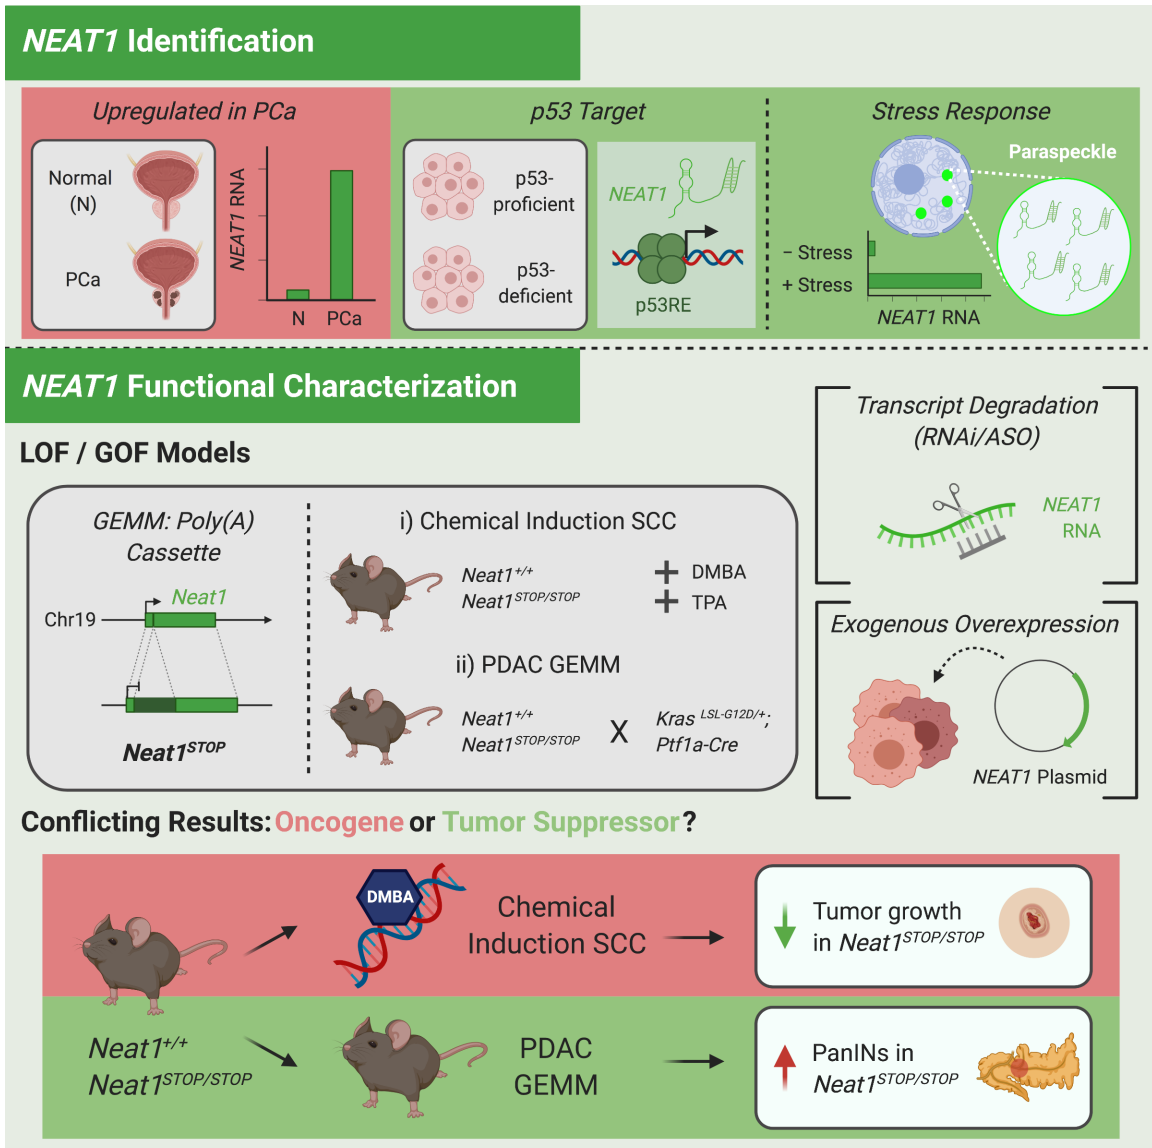 NEAT1 Identification
Upregulated in PCa
Normal
(N)
PCa
NEAT1 RNA
N
PCa
p53 Target
p53-
proficient
p53-
deficient
NEAT1
p53RE
Stress Response
Paraspeckle
– Stress
+ Stress
NEAT1 RNA
NEAT1 Functional Characterization
LOF / GOF Models
GEMM: Poly(A)
Cassette
Chr19
Neat1
Neat1STOP
i) Chemical Induction SCC
Neat1+/+
Neat1STOP/STOP
+ DMBA
+ TPA
ii) PDAC GEMM
Neat1+/+
Neat1STOP/STOP
X
Kras LSL-G12D/+;
Ptf1a-Cre
Transcript Degradation
(RNAi/ASO)
NEAT1
RNA
Exogenous Overexpression
NEAT1 Plasmid
Conflicting Results: Oncogene or Tumor Suppressor?
DMBA
Chemical
Induction SCC
Tumor growth
in Neat1STOP/STOP
Neat1+/+
Neat1STOP/STOP
PDAC
GEMM
PanINs in
Neat1STOP/STOP